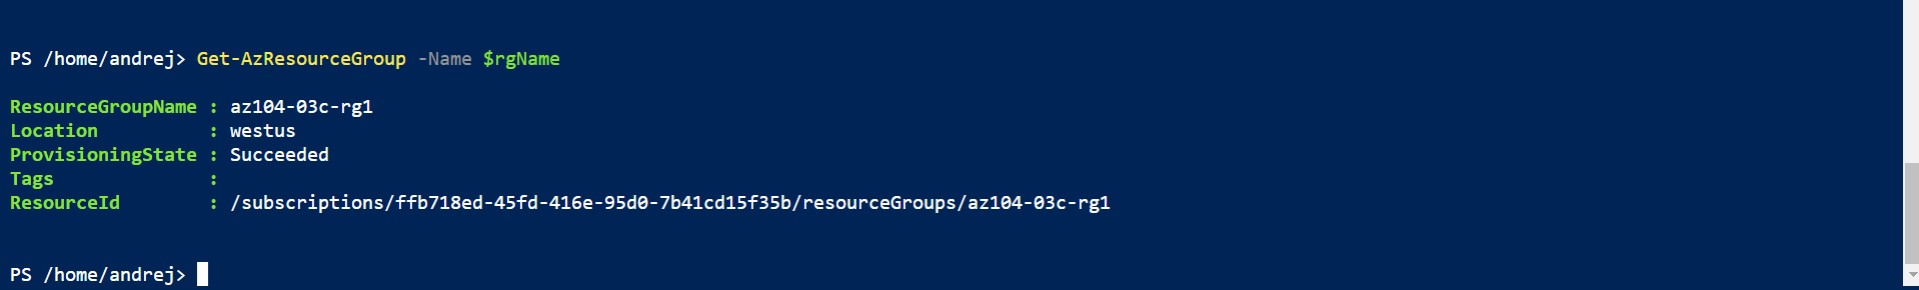 PS /home/andrej> Get-AzResourceGroup -Name $rgName
ResourceGroupName : az104-03c-rg1
Location          : westus
ProvisioningState : Succeeded
Tags              :
ResourceId        : /subscriptions/ffb718ed-45fd-416e-95d0-7b41cd15f35b/resourceGroups/az104-03c-rg1
PS /home/andrej>